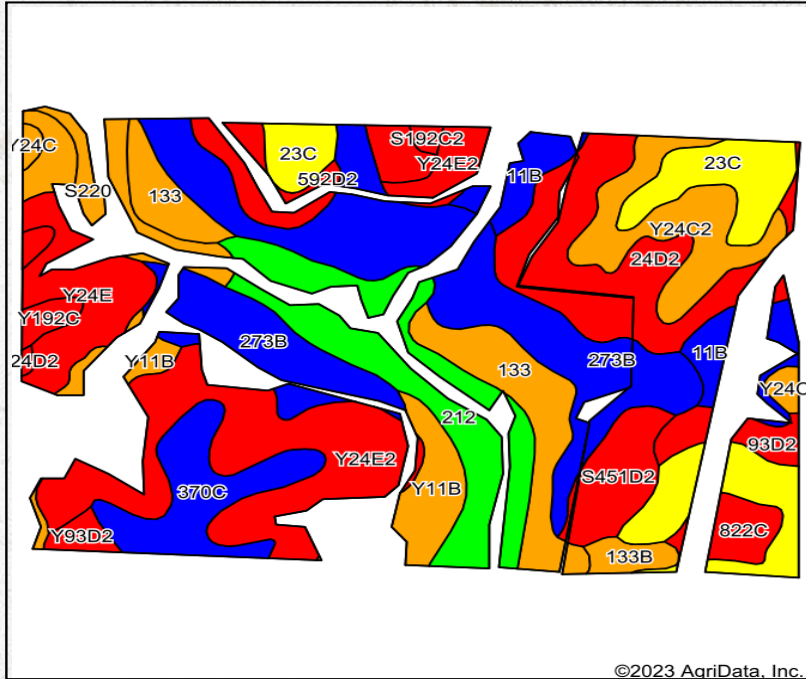 S192C2
Y24C
23C
23C
Y24E2
592D2
11B
S220
133
Y24C2
24D2
Y24E
Y192C
273B
273B
11B
24D2
Y11B
133
Y24C
212
93D2
Y24E2
S451D2
370C
Y11B
Y93D2
822C
133B
©2023 AgriData, Inc.